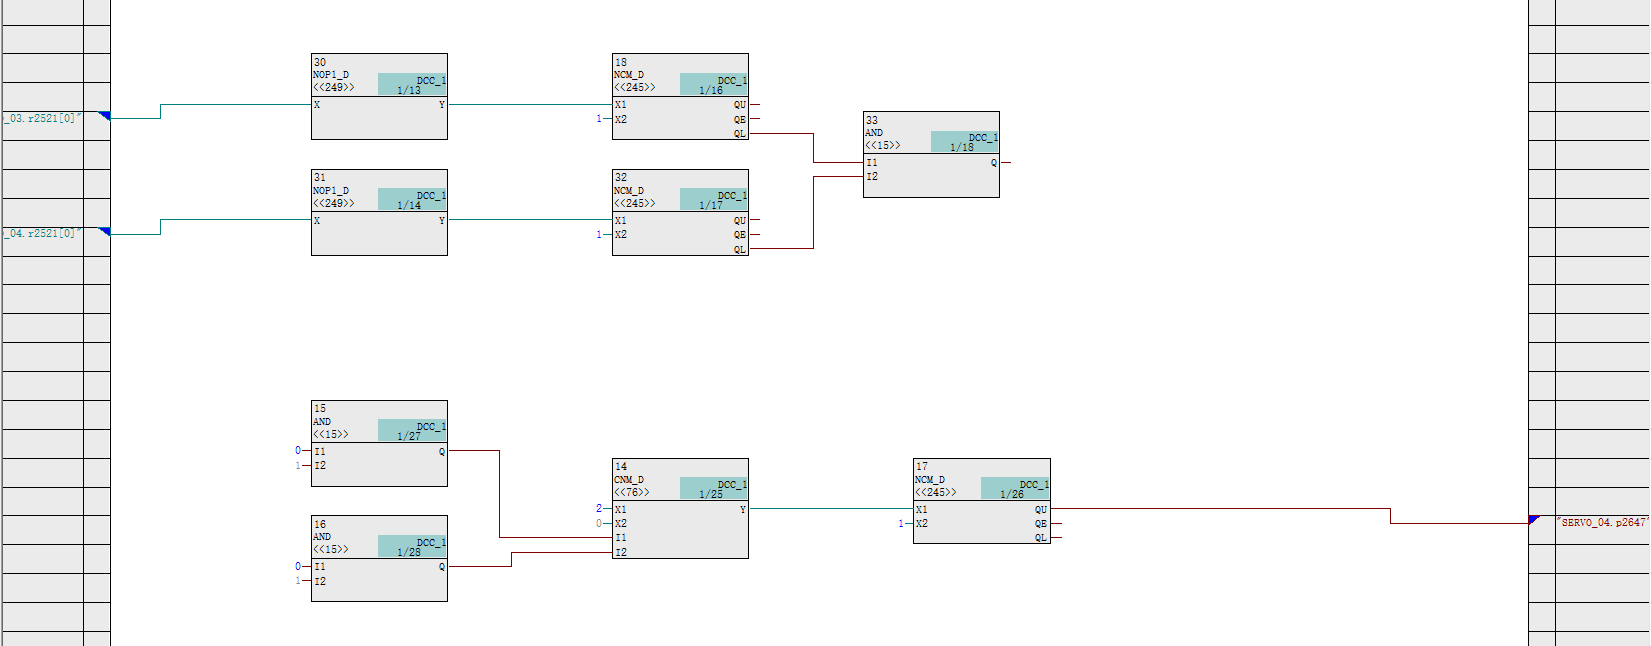 30
NOP1_D
<<249>>
DCC_1
1/13
X
Y
18
NCM_D
<<245>>
DCC_1
1/16
X1
1
X2
QU
QE
QL
_03.r2521[0]"
33
AND
<<15>>
DCC_1
1/18
I1
I2
Q
31
NOP1_D
<<249>>
DCC_1
1/14
X
Y
32
NCM_D
<<245>>
DCC_1
1/17
X1
1
X2
QU
QE
QL
_04.r2521[0]"
15
AND
<<15>>
DCC_1
1/27
0
I1
1
I2
Q
14
CNM_D
<<76>>
DCC_1
1/25
2
X1
0
X2
I1
I2
Y
17
NCM_D
<<245>>
DCC_1
1/26
X1
1
X2
QU
QE
QL
"SERVO_04.p2647"
16
AND
<<15>>
DCC_1
1/28
0
I1
1
I2
Q